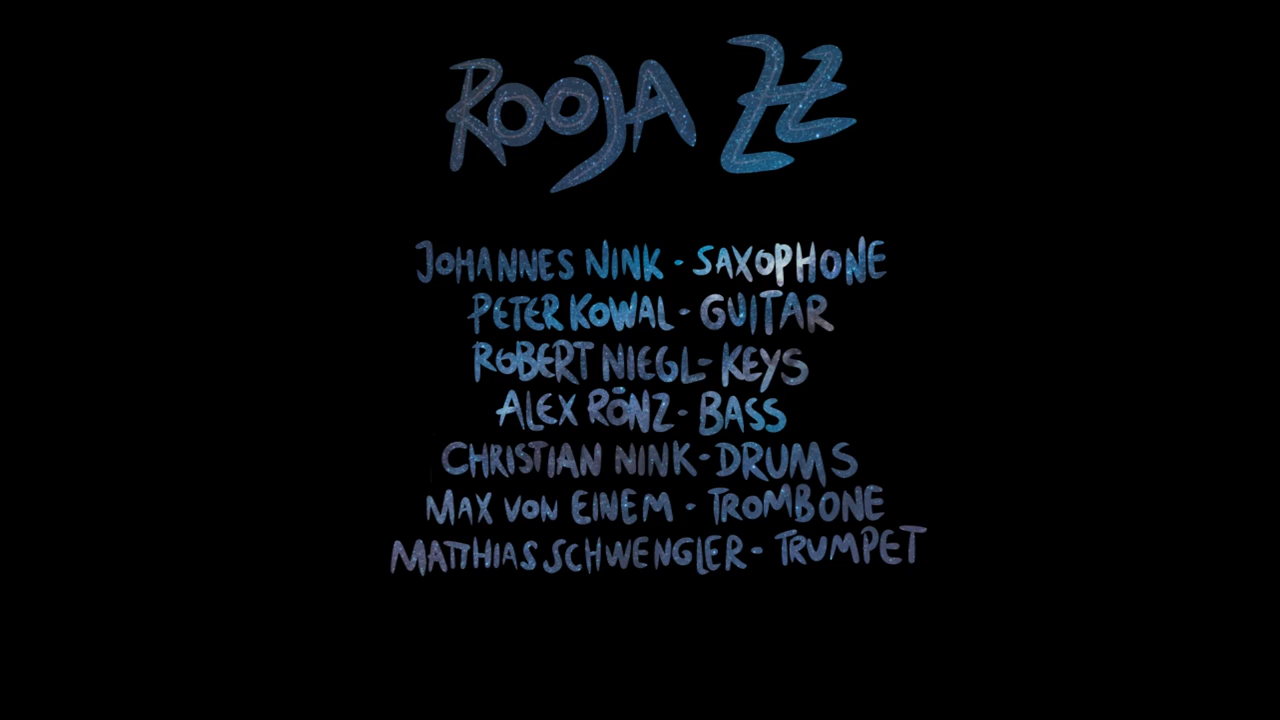 ROOJA ZZ
JOHANNES NINK - SAXOPHONE
PETER KOWAL - GUITAR
ROBERT NIEGL - KEYS
ALEX RÖNZ - BASS
CHRISTIAN NINK - DRUMS
MAX VON EINEM - TROMBONE
MATTHIAS SCHWENGLER - TRUMPET